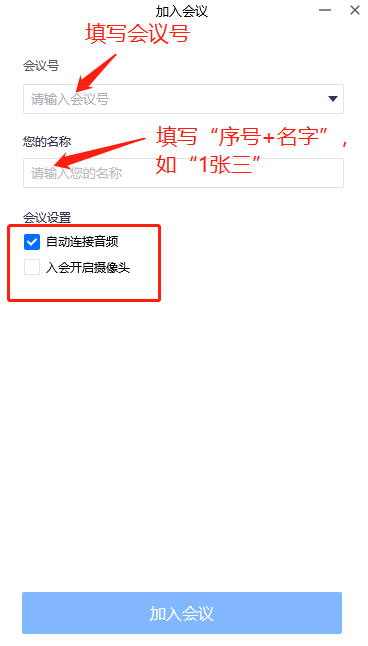 加入会议
填写会议号
会议号
请输入会议号
您的名称
填写“序号+名字”，
如“1张三”
请输入您的名称
会议设置
自动连接音频
入会开启摄像头
加入会议